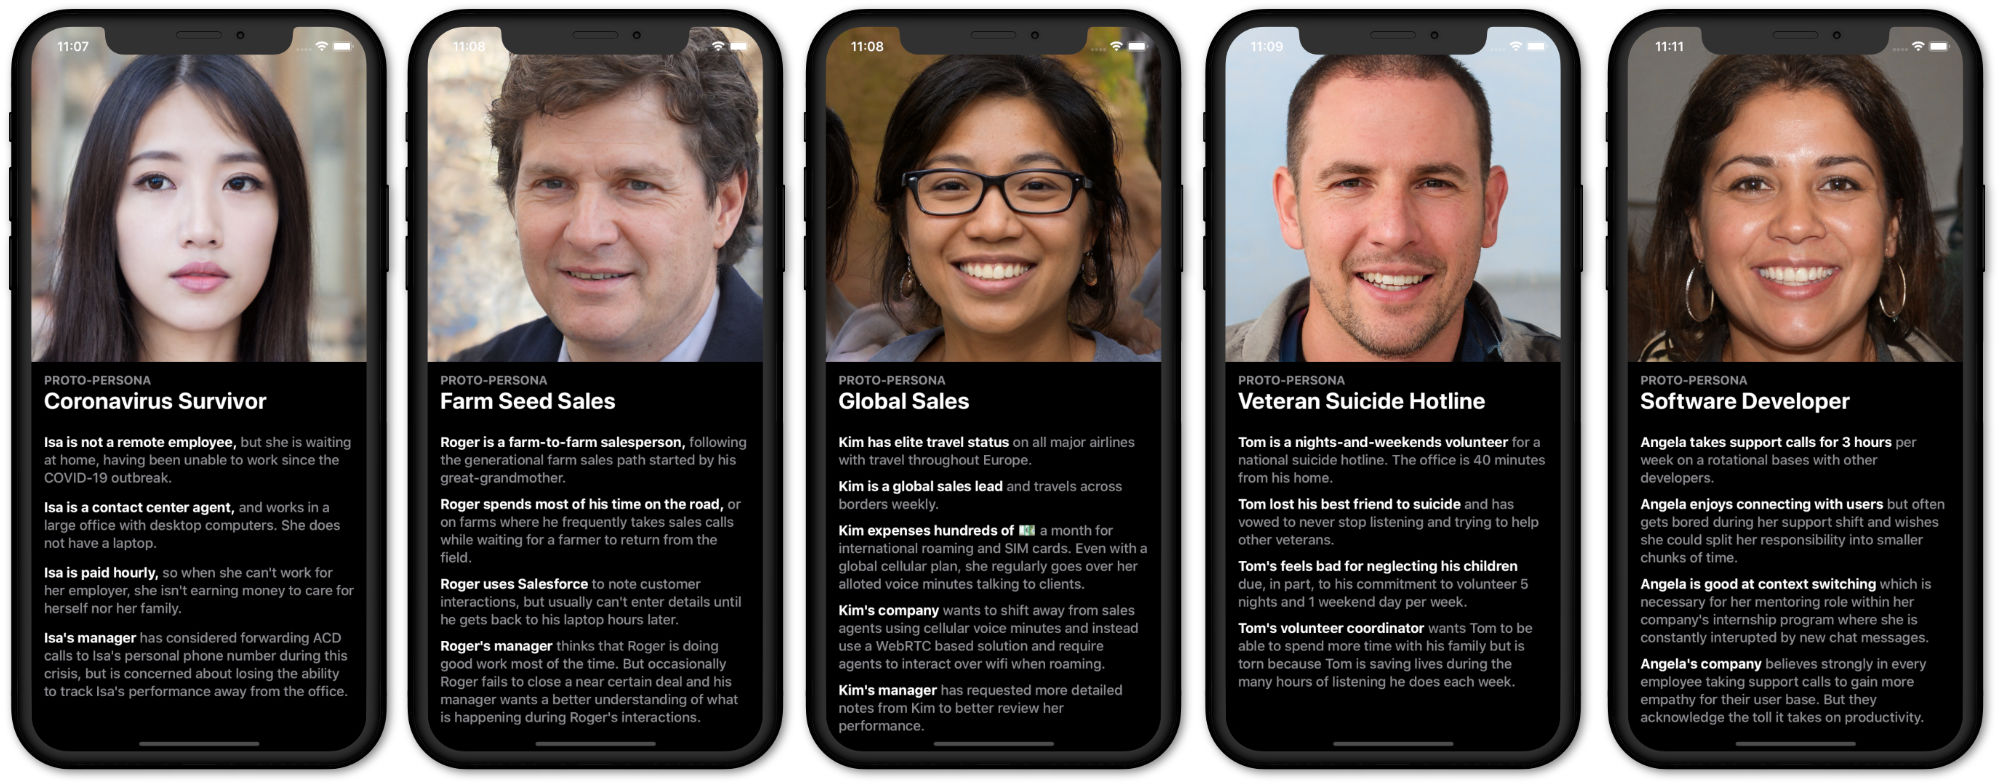 11:07
PROTO-PERSONA
Coronavirus Survivor
Isa is not a remote employee, but she is waiting
at home, having been unable to work since the
COVID-19 outbreak.
Isa is a contact center agent, and works in a
large office with desktop computers. She does
not have a laptop.
Isa is paid hourly, so when she can't work for
her employer, she isn't earning money to care for
herself nor her family.
Isa's manager has considered forwarding ACD
calls to Isa's personal phone number during this
crisis, but is concerned about losing the ability
to track Isa's performance away from the office.
11:08
PROTO-PERSONA
Farm Seed Sales
Roger is a farm-to-farm salesperson, following
the generational farm sales path started by his
great-grandmother.
Roger spends most of his time on the road, or
on farms where he frequently takes sales calls
while waiting for a farmer to return from the
field.
Roger uses Salesforce to note customer
interactions, but usually can't enter details until
he gets back to his laptop hours later.
Roger's manager thinks that Roger is doing
good work most of the time. But occasionally
Roger fails to close a near certain deal and his
manager wants a better understanding of what
is happening during Roger's interactions.
11:08
PROTO-PERSONA
Global Sales
Kim has elite travel status on all major airlines
with travel throughout Europe.
Kim is a global sales lead and travels across
borders weekly.
Kim expenses hundreds of 💵 a month for
international roaming and SIM cards. Even with a
global cellular plan, she regularly goes over her
alloted voice minutes talking to clients.
Kim's company wants to shift away from sales
agents using cellular voice minutes and instead
use a WebRTC based solution and require
agents to interact over wifi when roaming.
Kim's manager has requested more detailed
notes from Kim to better review her
performance.
11:09
PROTO-PERSONA
Veteran Suicide Hotline
Tom is a nights-and-weekends volunteer for a
national suicide hotline. The office is 40 minutes
from his home.
Tom lost his best friend to suicide and has
vowed to never stop listening and trying to help
other veterans.
Tom's feels bad for neglecting his children
due, in part, to his commitment to volunteer 5
nights and 1 weekend day per week.
Tom's volunteer coordinator wants Tom to be
able to spend more time with his family but is
torn because Tom is saving lives during the
many hours of listening he does each week.
11:11
PROTO-PERSONA
Software Developer
Angela takes support calls for 3 hours per
week on a rotational bases with other
developers.
Angela enjoys connecting with users but often
gets bored during her support shift and wishes
she could split her responsibility into smaller
chunks of time.
Angela is good at context switching which is
necessary for her mentoring role within her
company's internship program where she is
constantly interupted by new chat messages.
Angela's company believes strongly in every
employee taking support calls to gain more
empathy for their user base. But they
acknowledge the toll it takes on productivity.